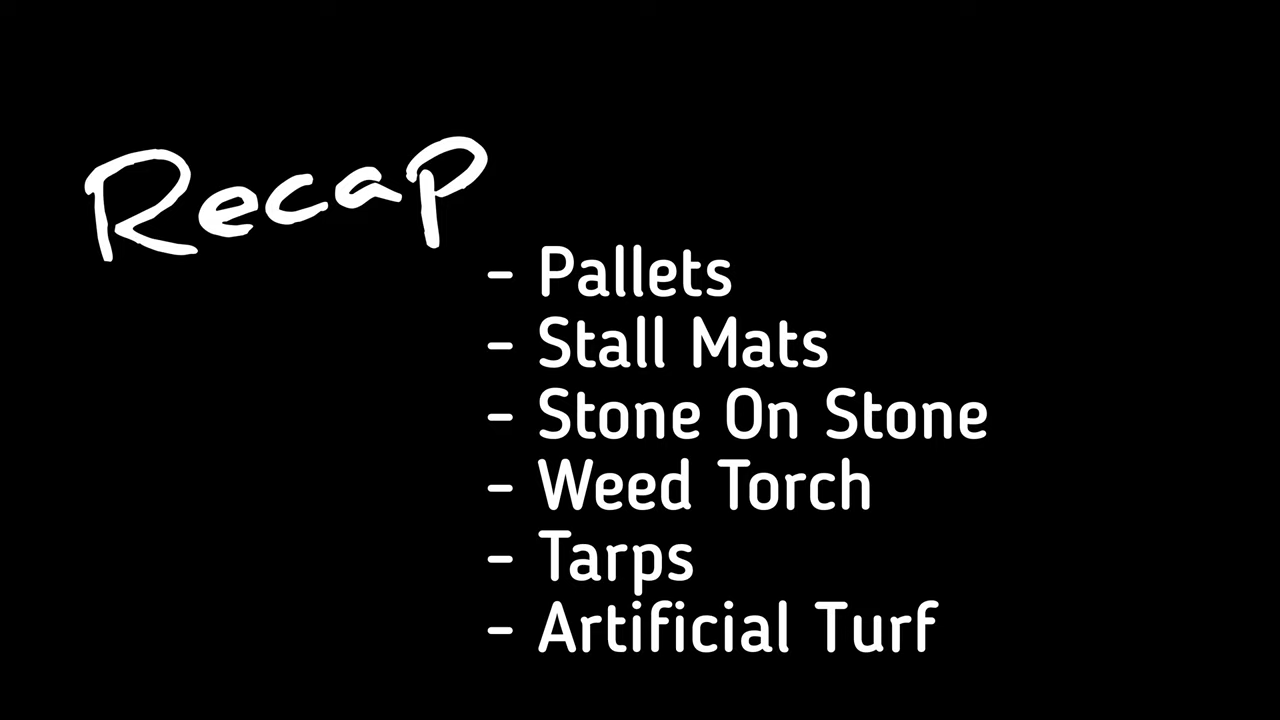 Recap
- Pallets
- Stall Mats
- Stone On Stone
- Weed Torch
- Tarps
- Artificial Turf